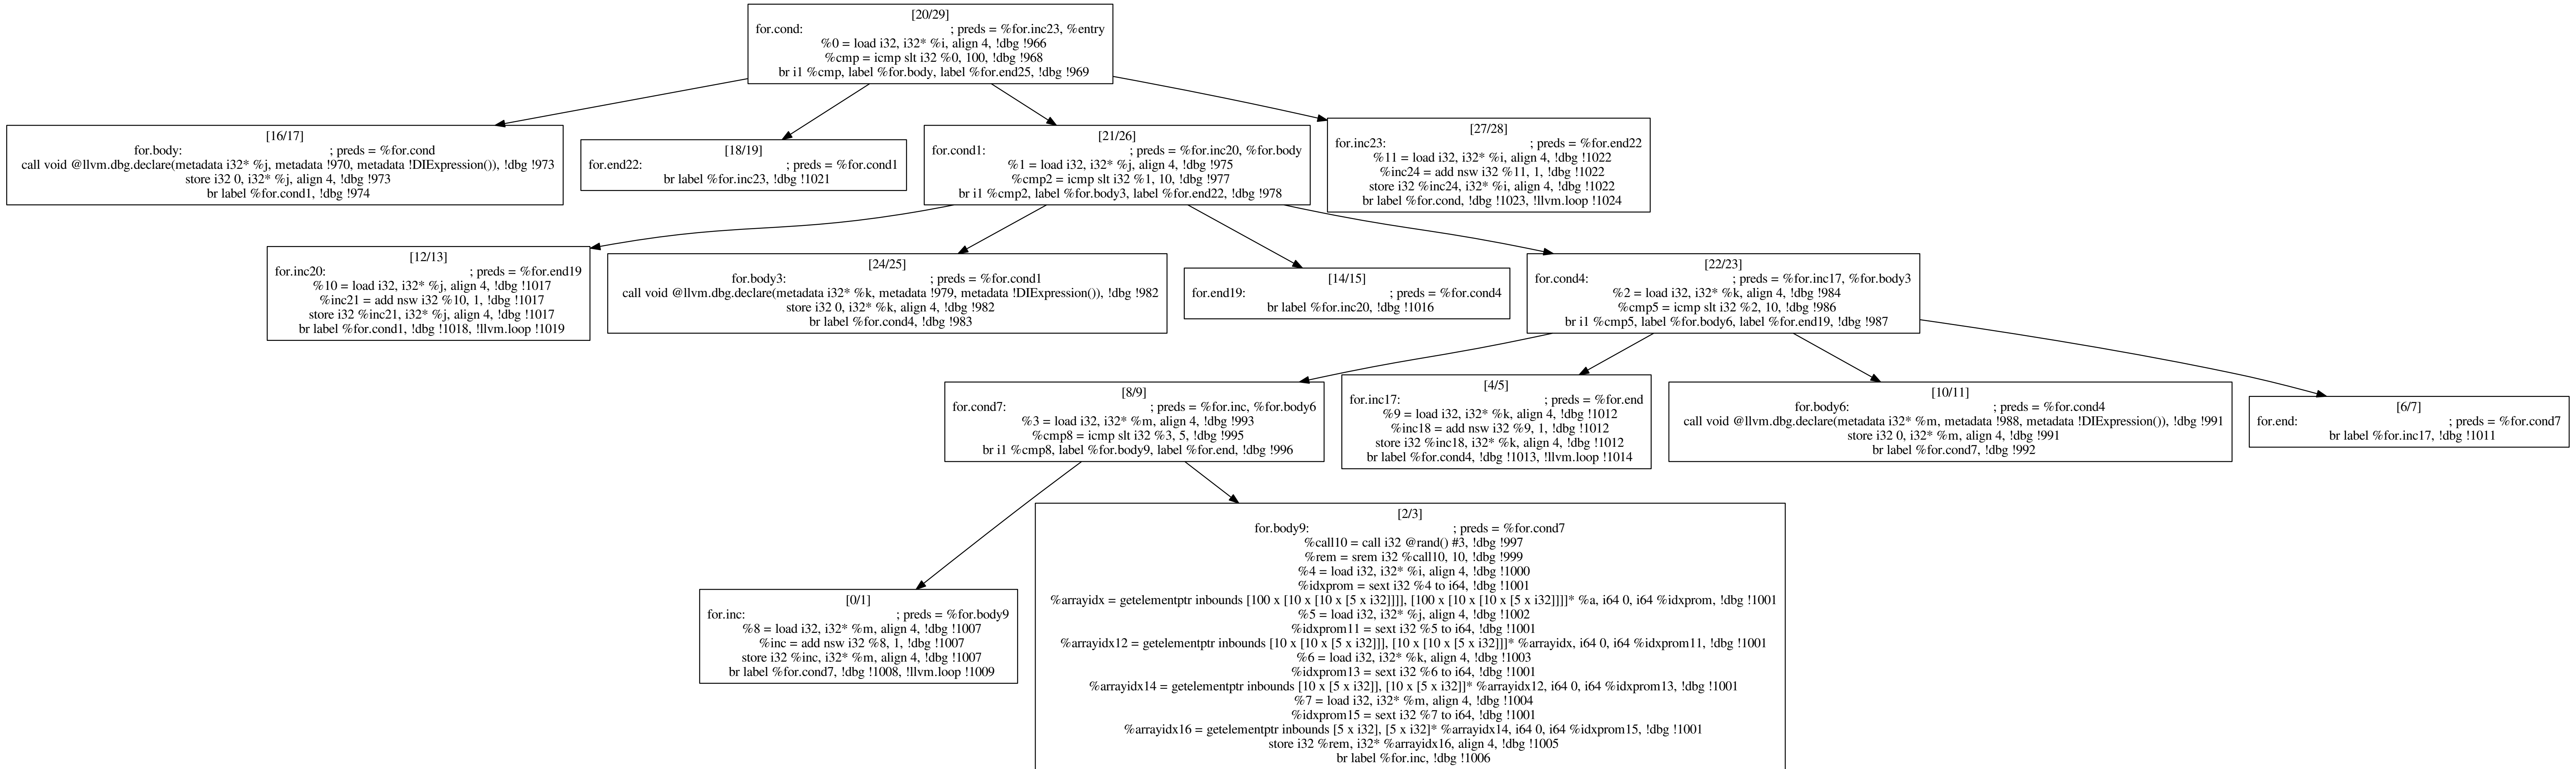 [20/29]
for.cond: ; preds = %for.inc23, %entry
%0 = load i32, i32* %i, align 4, !dbg !966
%cmp = icmp slt i32 %0, 100, !dbg !968
br i1 %cmp, label %for.body, label %for.end25, !dbg !969
[16/17]
for.body: ; preds = %for.cond
call void @llvm.dbg.declare(metadata i32* %j, metadata !970, metadata !DIExpression()), !dbg !973
store i32 0, i32* %j, align 4, !dbg !973
br label %for.cond1, !dbg !974
[18/19]
for.end22: ; preds = %for.cond1
br label %for.inc23, !dbg !1021
[21/26]
for.cond1: ; preds = %for.inc20, %for.body
%1 = load i32, i32* %j, align 4, !dbg !975
%cmp2 = icmp slt i32 %1, 10, !dbg !977
br i1 %cmp2, label %for.body3, label %for.end22, !dbg !978
[27/28]
for.inc23: ; preds = %for.end22
%11 = load i32, i32* %i, align 4, !dbg !1022
%inc24 = add nsw i32 %11, 1, !dbg !1022
store i32 %inc24, i32* %i, align 4, !dbg !1022
br label %for.cond, !dbg !1023, !llvm.loop !1024
[12/13]
for.inc20: ; preds = %for.end19
%10 = load i32, i32* %j, align 4, !dbg !1017
%inc21 = add nsw i32 %10, 1, !dbg !1017
store i32 %inc21, i32* %j, align 4, !dbg !1017
br label %for.cond1, !dbg !1018, !llvm.loop !1019
[24/25]
for.body3: ; preds = %for.cond1
call void @llvm.dbg.declare(metadata i32* %k, metadata !979, metadata !DIExpression()), !dbg !982
store i32 0, i32* %k, align 4, !dbg !982
br label %for.cond4, !dbg !983
[14/15]
for.end19: ; preds = %for.cond4
br label %for.inc20, !dbg !1016
[22/23]
for.cond4: ; preds = %for.inc17, %for.body3
%2 = load i32, i32* %k, align 4, !dbg !984
%cmp5 = icmp slt i32 %2, 10, !dbg !986
br i1 %cmp5, label %for.body6, label %for.end19, !dbg !987
[8/9]
for.cond7: ; preds = %for.inc, %for.body6
%3 = load i32, i32* %m, align 4, !dbg !993
%cmp8 = icmp slt i32 %3, 5, !dbg !995
br i1 %cmp8, label %for.body9, label %for.end, !dbg !996
[4/5]
for.inc17: ; preds = %for.end
%9 = load i32, i32* %k, align 4, !dbg !1012
%inc18 = add nsw i32 %9, 1, !dbg !1012
store i32 %inc18, i32* %k, align 4, !dbg !1012
br label %for.cond4, !dbg !1013, !llvm.loop !1014
[10/11]
for.body6: ; preds = %for.cond4
call void @llvm.dbg.declare(metadata i32* %m, metadata !988, metadata !DIExpression()), !dbg !991
store i32 0, i32* %m, align 4, !dbg !991
br label %for.cond7, !dbg !992
[6/7]
for.end: ; preds = %for.cond7
br label %for.inc17, !dbg !1011
[0/1]
for.inc: ; preds = %for.body9
%8 = load i32, i32* %m, align 4, !dbg !1007
%inc = add nsw i32 %8, 1, !dbg !1007
store i32 %inc, i32* %m, align 4, !dbg !1007
br label %for.cond7, !dbg !1008, !llvm.loop !1009
[2/3]
for.body9: ; preds = %for.cond7
%call10 = call i32 @rand() #3, !dbg !997
%rem = srem i32 %call10, 10, !dbg !999
%4 = load i32, i32* %i, align 4, !dbg !1000
%idxprom = sext i32 %4 to i64, !dbg !1001
%arrayidx = getelementptr inbounds [100 x [10 x [10 x [5 x i32]]]], [100 x [10 x [10 x [5 x i32]]]]* %a, i64 0, i64 %idxprom, !dbg !1001
%5 = load i32, i32* %j, align 4, !dbg !1002
%idxprom11 = sext i32 %5 to i64, !dbg !1001
%arrayidx12 = getelementptr inbounds [10 x [10 x [5 x i32]]], [10 x [10 x [5 x i32]]]* %arrayidx, i64 0, i64 %idxprom11, !dbg !1001
%6 = load i32, i32* %k, align 4, !dbg !1003
%idxprom13 = sext i32 %6 to i64, !dbg !1001
%arrayidx14 = getelementptr inbounds [10 x [5 x i32]], [10 x [5 x i32]]* %arrayidx12, i64 0, i64 %idxprom13, !dbg !1001
%7 = load i32, i32* %m, align 4, !dbg !1004
%idxprom15 = sext i32 %7 to i64, !dbg !1001
%arrayidx16 = getelementptr inbounds [5 x i32], [5 x i32]* %arrayidx14, i64 0, i64 %idxprom15, !dbg !1001
store i32 %rem, i32* %arrayidx16, align 4, !dbg !1005
br label %for.inc, !dbg !1006